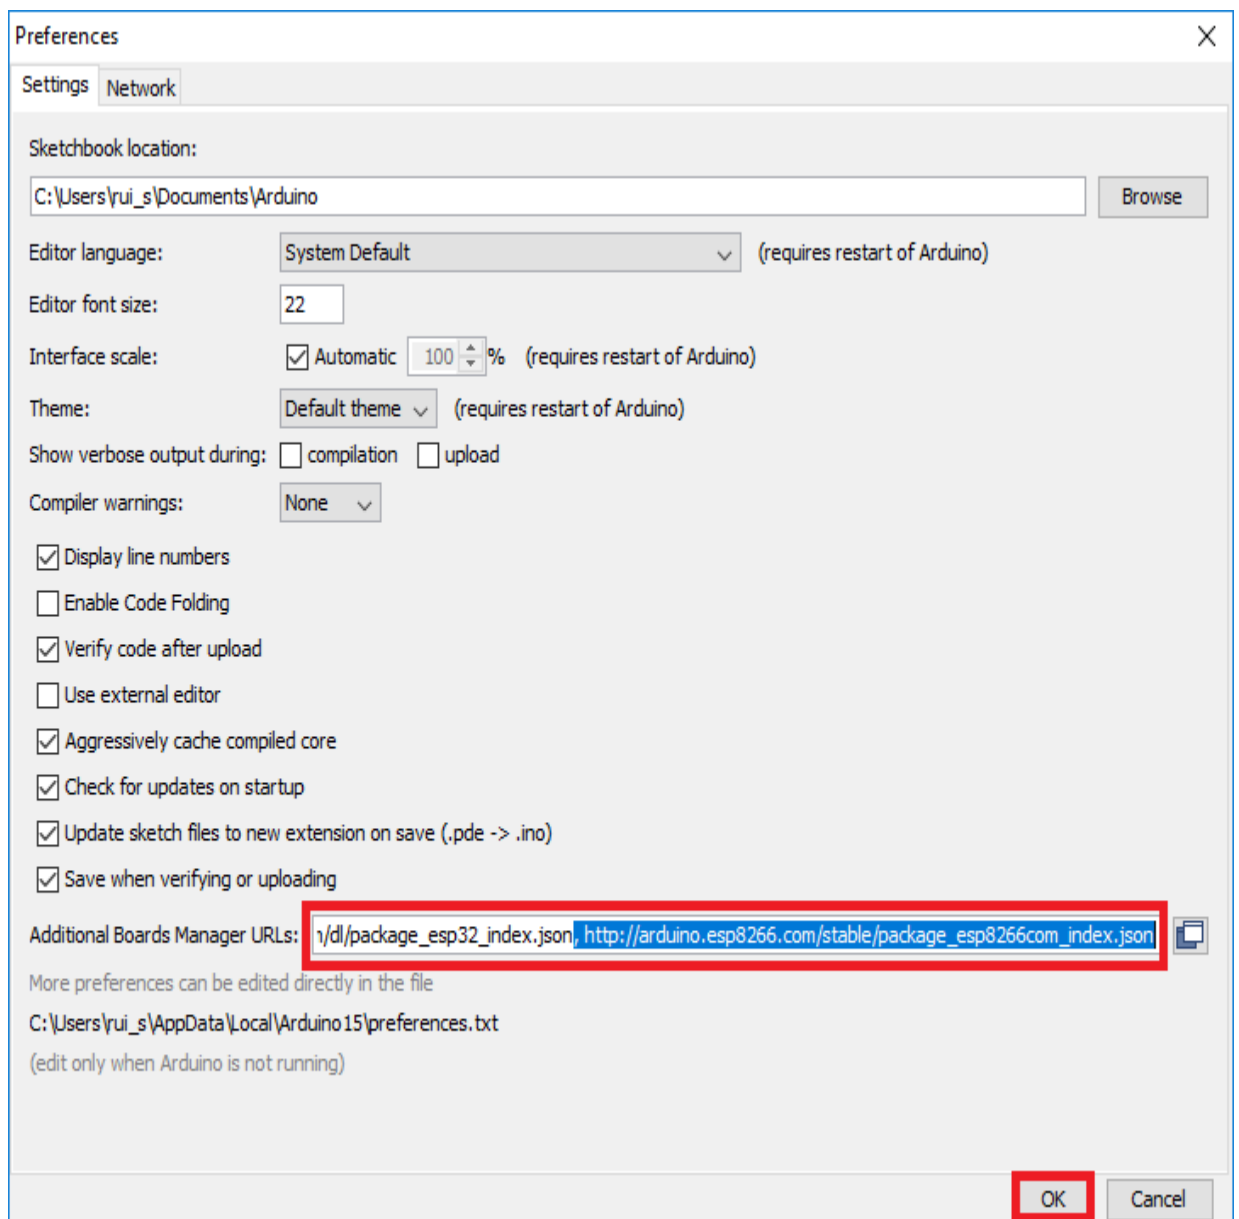 Preferences
Settings Network
Sketchbook location:
C:\Users\rui_s\Documents\Arduino Browse
Editor language: System Default (requires restart of Arduino)
Editor font size: 22
Interface scale: Automatic 100 % (requires restart of Arduino)
Theme: Default theme (requires restart of Arduino)
Show verbose output during: compilation upload
Compiler warnings: None
Display line numbers
Enable Code Folding
Verify code after upload
Use external editor
Aggressively cache compiled core
Check for updates on startup
Update sketch files to new extension on save (.pde -> .ino)
Save when verifying or uploading
Additional Boards Manager URLs: /dl/package_esp32_index.json, http://arduino.esp8266.com/stable/package_esp8266com_index.json
More preferences can be edited directly in the file
C:\Users\rui_s\AppData\Local\Arduino15\preferences.txt
(edit only when Arduino is not running)
OK Cancel